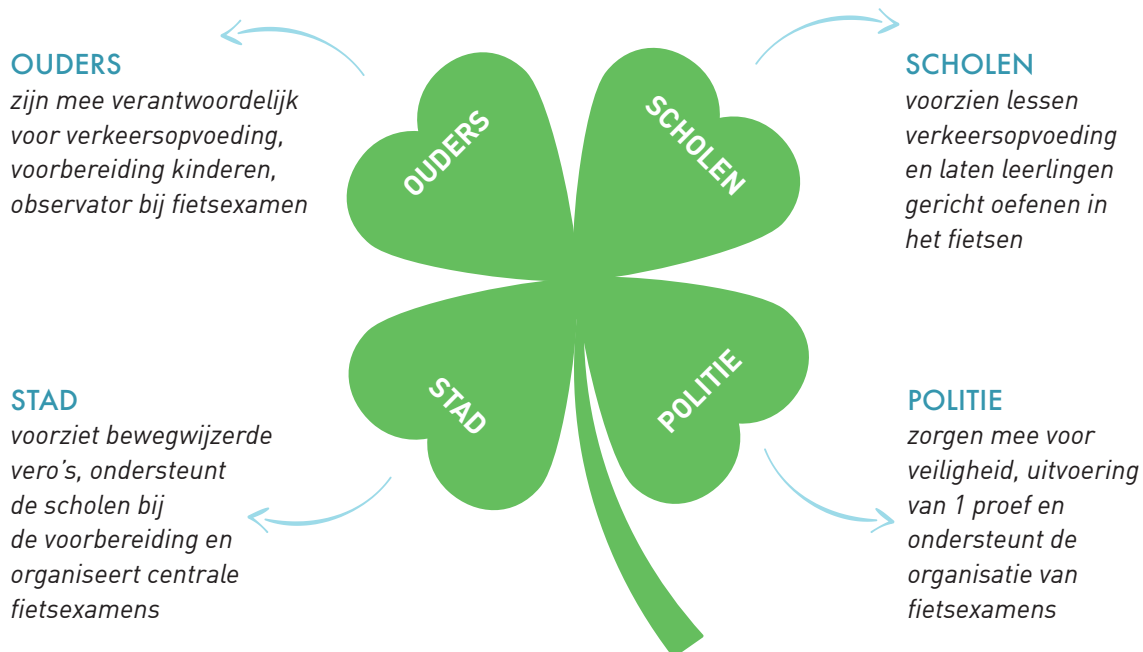 OUDERS
zijn mee verantwoordelijk
voor verkeersopvoeding,
voorbereiding kinderen,
observator bij fietsexamen
OUDERS
SCHOLEN
SCHOLEN
voorzien lessen
verkeersopvoeding
en laten leerlingen
gericht oefenen in
het fietsen
STAD
voorziet bewegwijzerde
vero's, ondersteunt
de scholen bij
de voorbereiding en
organiseert centrale
fietsexamens
STAD
POLITIE
POLITIE
zorgen mee voor
veiligheid, uitvoering
van 1 proef en
ondersteunt de
organisatie van
fietsexamens